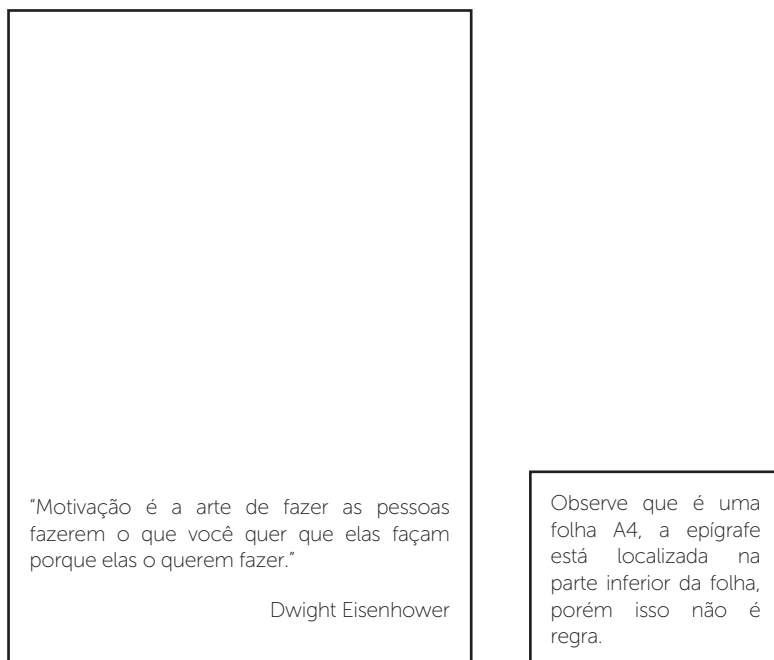 “Motivação é a arte de fazer as pessoas
fazerem o que você quer que elas façam
porque elas o querem fazer.”
Dwight Eisenhower
Observe que é uma
folha A4, a epígrafe
está localizada na
parte inferior da folha,
porém isso não é
regra.